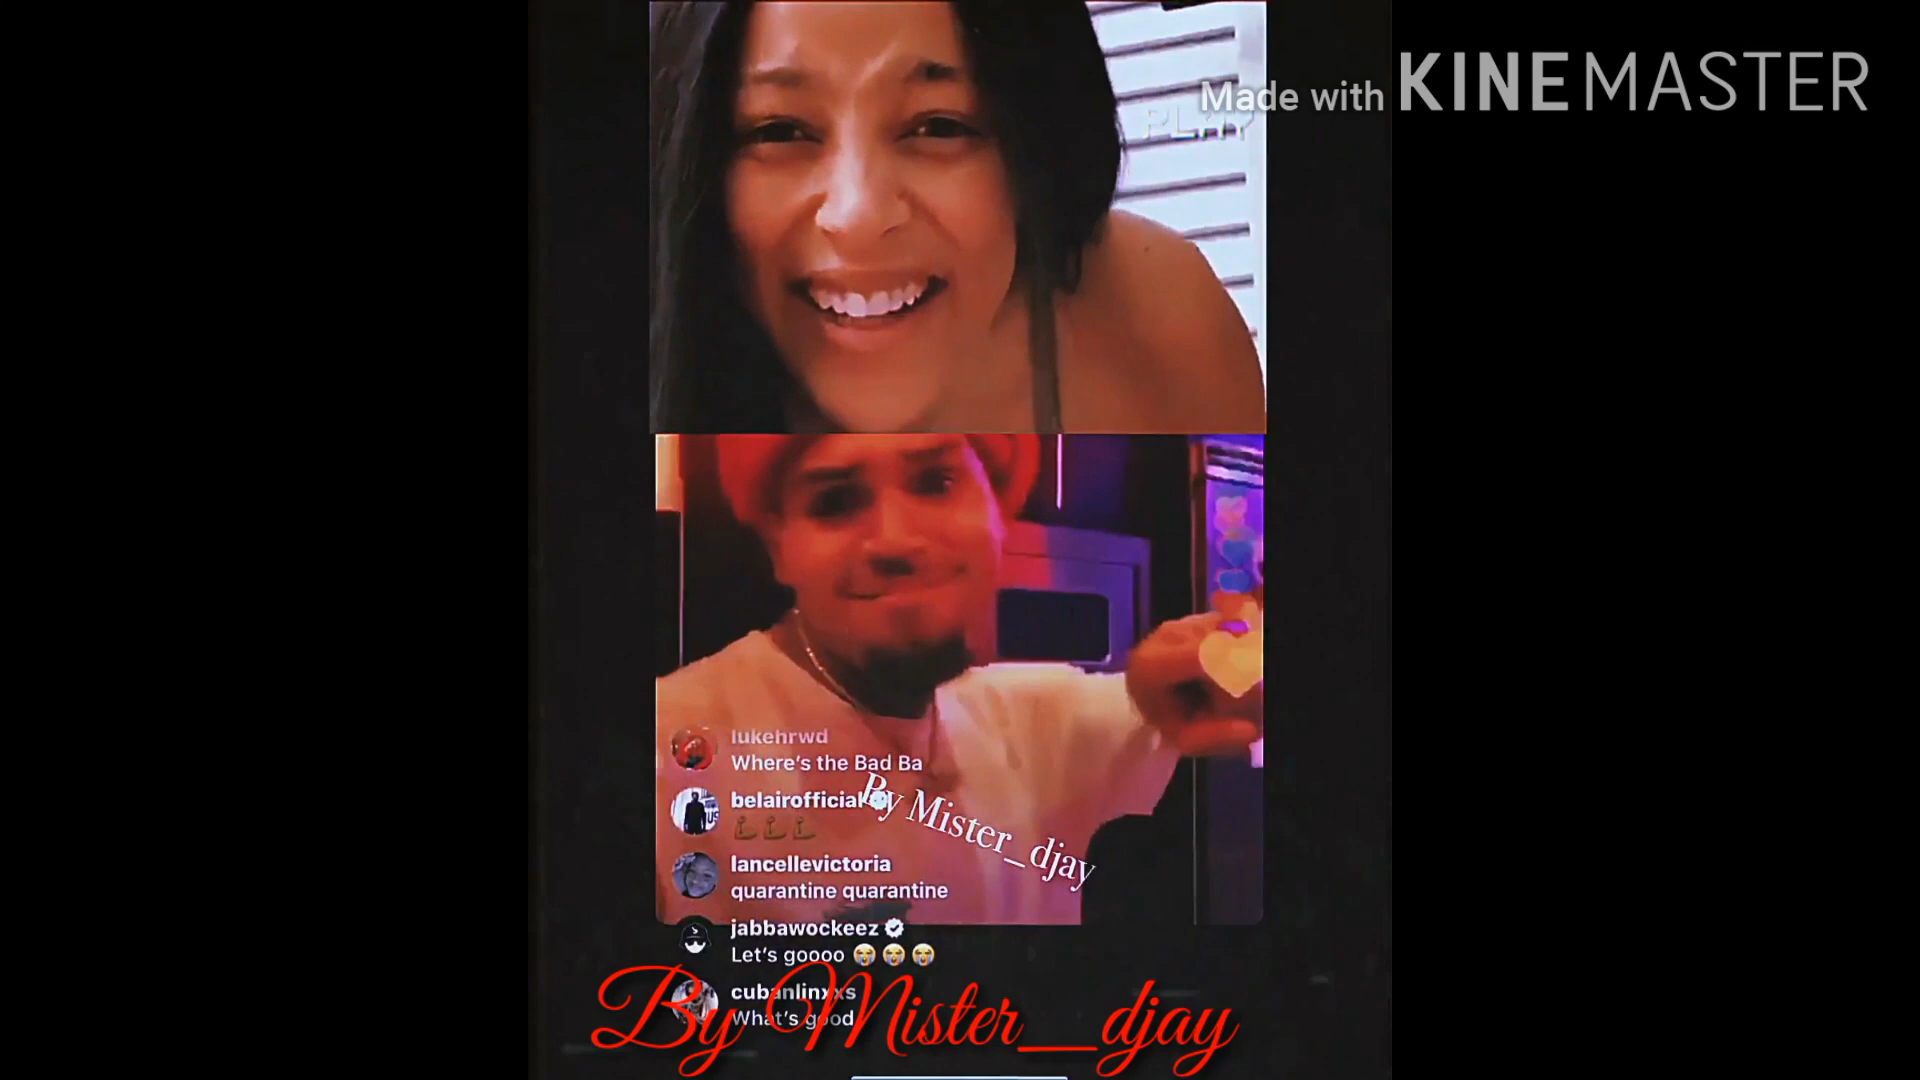 Made with KINEMASTER
PLAY
lukehrwd
Where's the Bad Ba
belairofficial
By Mister_djay
lancellevictoria
quarantine quarantine
jabbawockeez
Let's goooo 😭 😭 😭
cubanlinxxs
What's good
By Mister_djay